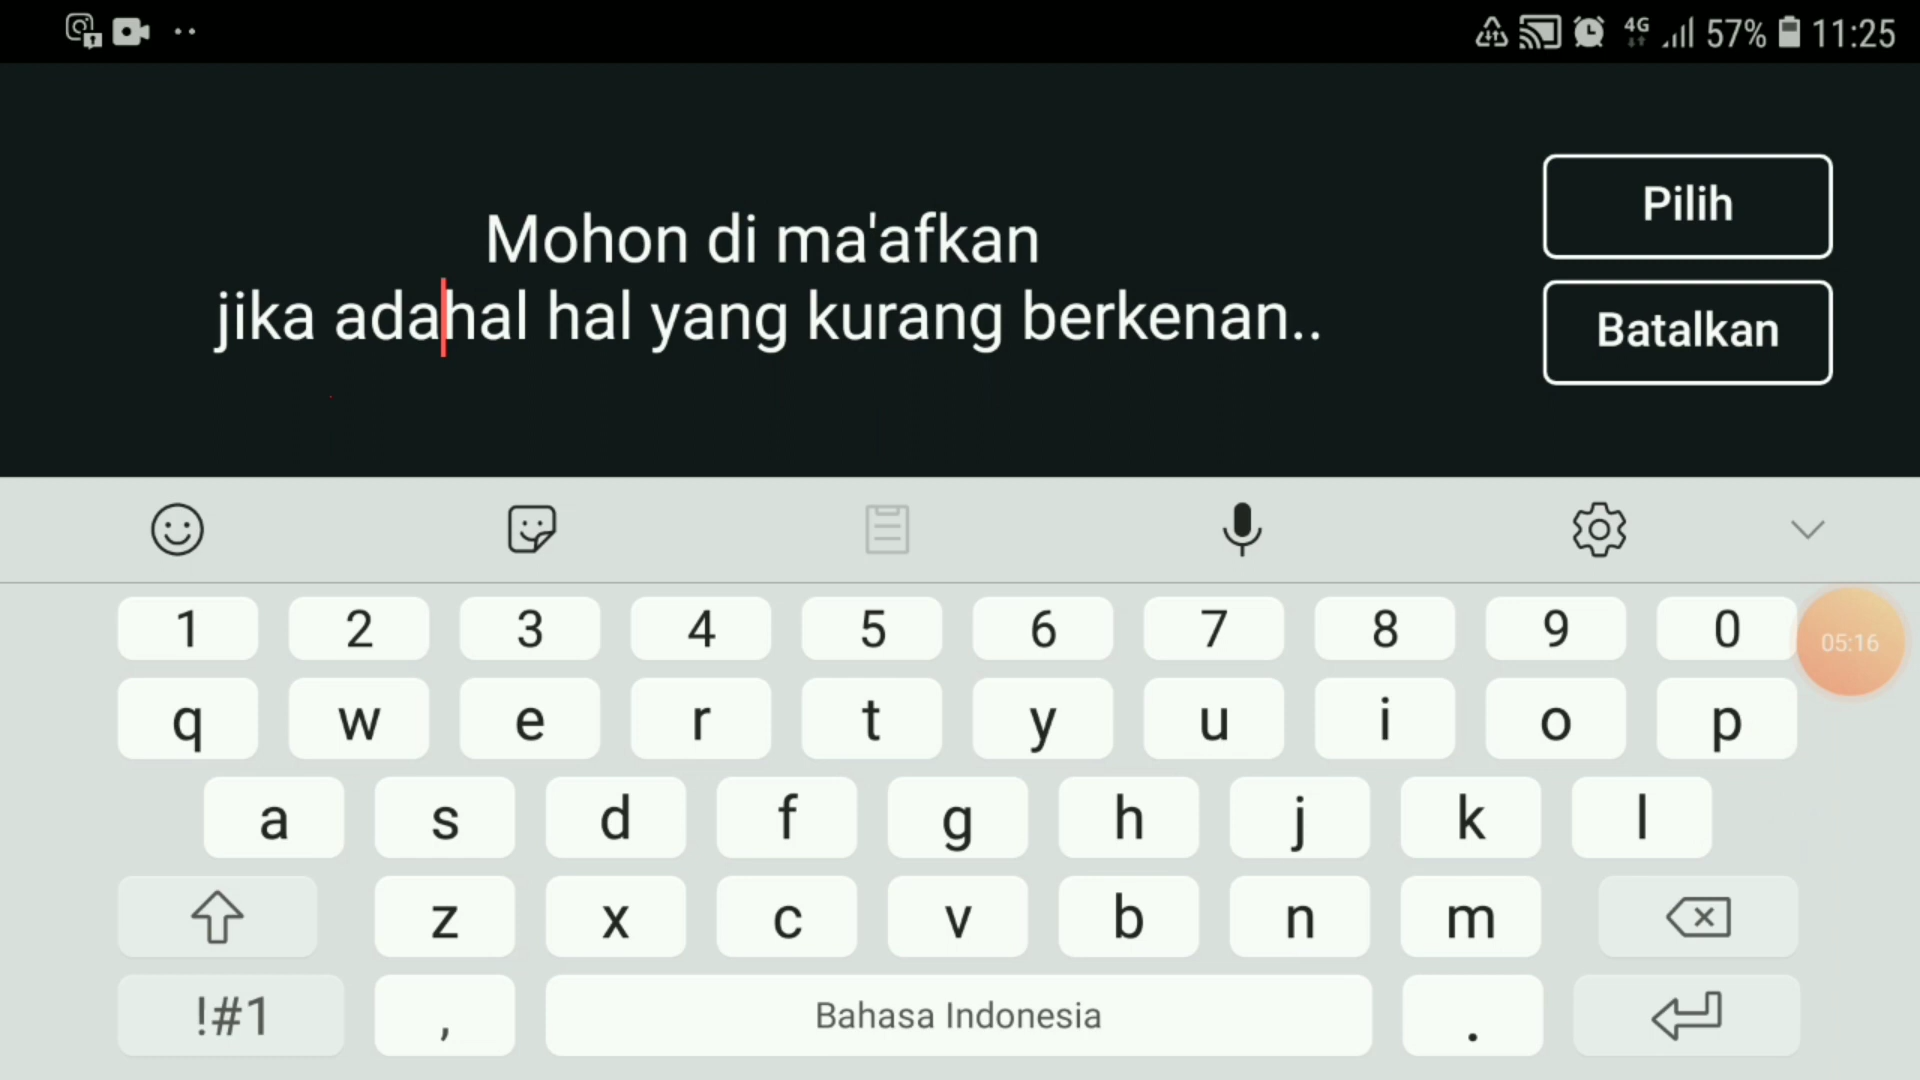 4G 57% 11:25
Mohon di ma'afkan
jika adahal hal yang kurang berkenan..
Pilih
Batalkan
1 2 3 4 5 6 7 8 9 0
05:16
q w e r t y u i o p
a s d f g h j k l
z x c v b n m
!#1 , Bahasa Indonesia .